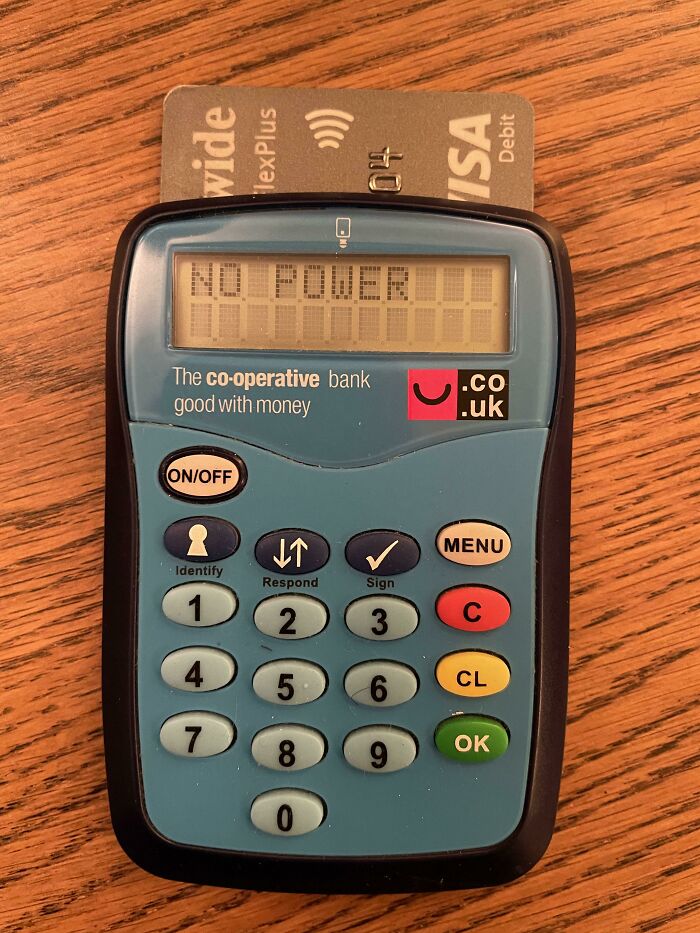 wide
lexPlus
04
VISA
Debit
NO POWER
The co-operative bank
good with money
.co
.uk
ON/OFF
MENU
Identify
Respond
Sign
1
2
3
C
4
5
6
CL
7
8
9
OK
0